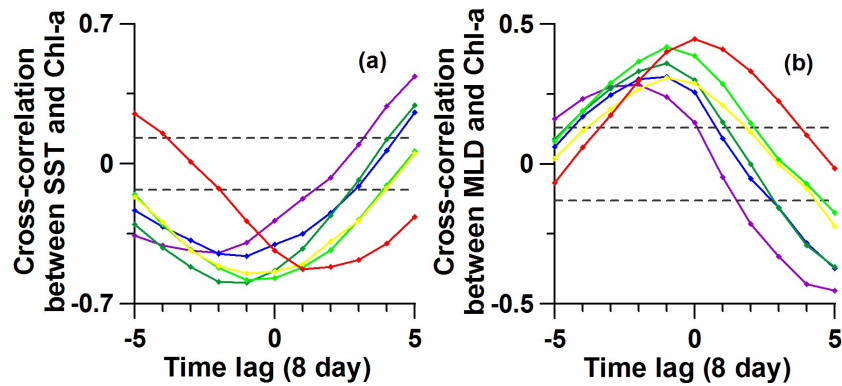 Cross-correlation
between SST and Chl-a
0.7
0
-0.7
(a)
-5
0
5
Time lag (8 day)
Cross-correlation
between MLD and Chl-a
0.5
0
-0.5
(b)
-5
0
5
Time lag (8 day)